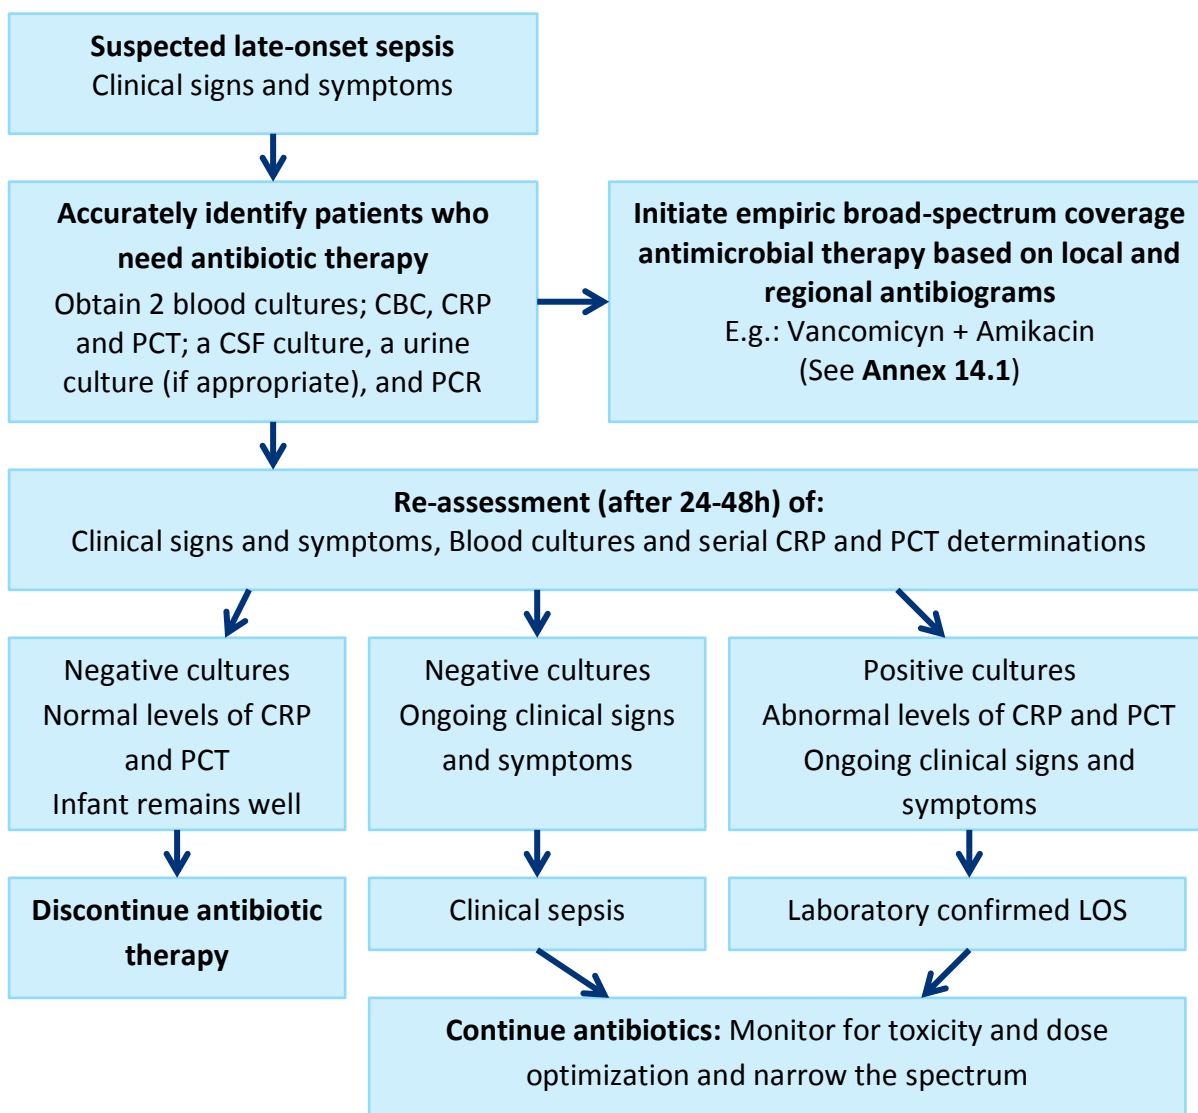 Suspected late-onset sepsis
Clinical signs and symptoms
Accurately identify patients who
need antibiotic therapy
Obtain 2 blood cultures; CBC, CRP
and PCT; a CSF culture, a urine
culture (if appropriate), and PCR
Initiate empiric broad-spectrum coverage
antimicrobial therapy based on local and
regional antibiograms
E.g.: Vancomicyn + Amikacin
(See Annex 14.1)
Re-assessment (after 24-48h) of:
Clinical signs and symptoms, Blood cultures and serial CRP and PCT determinations
Negative cultures
Normal levels of CRP
and PCT
Infant remains well
Negative cultures
Ongoing clinical signs
and symptoms
Positive cultures
Abnormal levels of CRP and PCT
Ongoing clinical signs and
symptoms
Discontinue antibiotic
therapy
Clinical sepsis
Laboratory confirmed LOS
Continue antibiotics: Monitor for toxicity and dose
optimization and narrow the spectrum